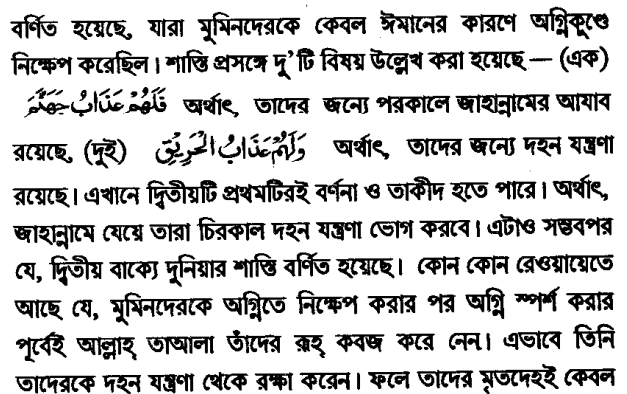 বর্ণিত হয়েছে, যারা মুমিনদেরকে কেবল ঈমানের কারণে অগ্নিকুণ্ডে
নিক্ষেপ করেছিল। শাস্তি প্রসঙ্গে দু'টি বিষয় উল্লেখ করা হয়েছে — (এক)
فَلَهُمْ عَذَابُ جَهَنَّمَ অর্থাৎ, তাদের জন্যে পরকালে জাহান্নামের আযাব
রয়েছে, (দুই) وَلَهُمْ عَذَابُ الْحَرِيْقِ অর্থাৎ, তাদের জন্যে দহন যন্ত্রণা
রয়েছে। এখানে দ্বিতীয়টি প্রথমটিরই বর্ণনা ও তাকীদ হতে পারে। অর্থাৎ,
জাহান্নামে যেয়ে তারা চিরকাল দহন যন্ত্রণা ভোগ করবে। এটাও সম্ভবপর
যে, দ্বিতীয় বাক্যে দুনিয়ার শাস্তি বর্ণিত হয়েছে। কোন কোন রেওয়ায়েতে
আছে যে, মুমিনদেরকে অগ্নিতে নিক্ষেপ করার পর অগ্নি স্পর্শ করার
পূর্বেই আল্লাহ্ তাআলা তাঁদের রূহ্ কবজ করে নেন। এভাবে তিনি
তাদেরকে দহন যন্ত্রণা থেকে রক্ষা করেন। ফলে তাদের মৃতদেহই কেবল